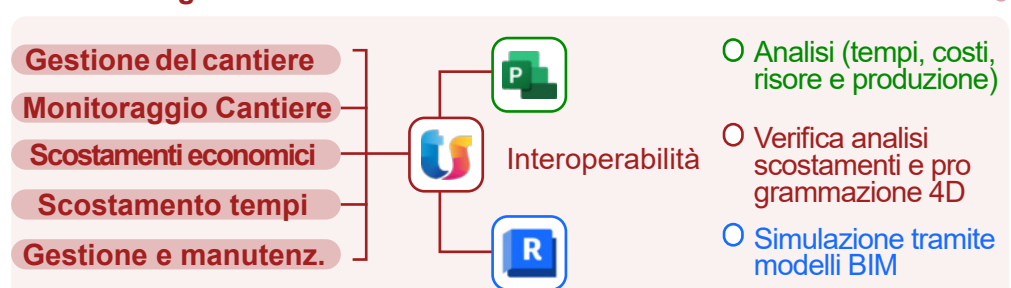 Gestione del cantiere
Monitoraggio Cantiere
Scostamenti economici
Scostamento tempi
Gestione e manutenz.
P
Interoperabilità
R
Analisi (tempi, costi,
risore e produzione)
Verifica analisi
scostamenti e pro
grammazione 4D
Simulazione tramite
modelli BIM